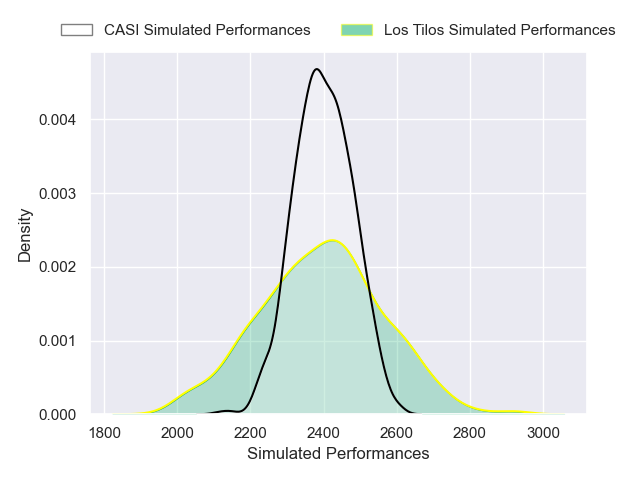 CASI Simulated Performances Los Tilos Simulated Performances
0.004
0.003
0.002
0.001
0.000
Density
1800 2000 2200 2400 2600 2800 3000
Simulated Performances